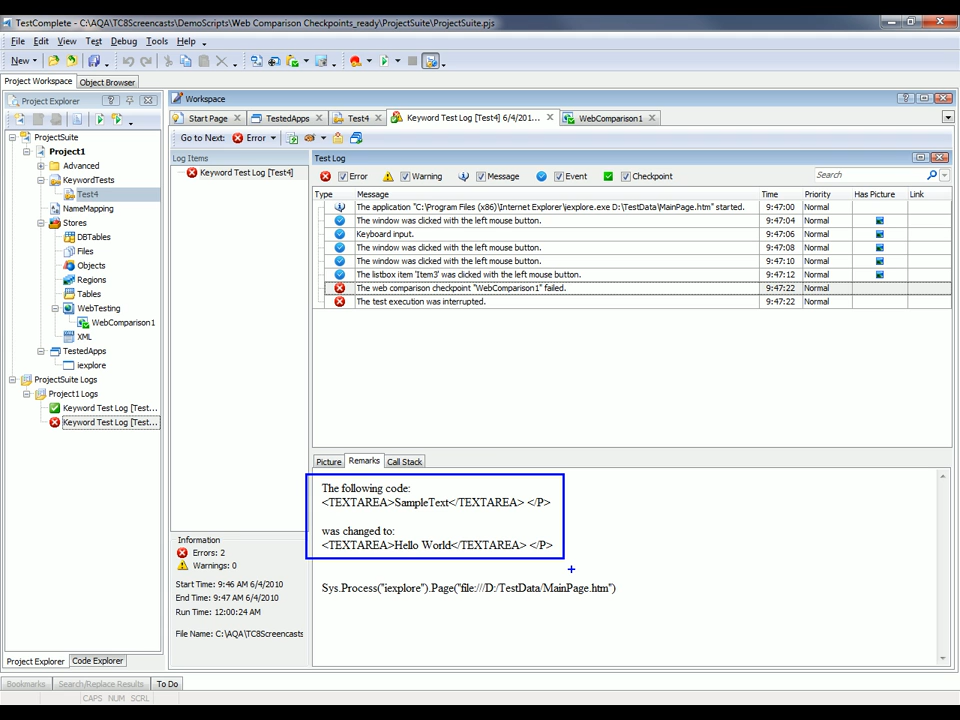 TestComplete - C:\AQA\TC8Screencasts\DemoScripts\Web Comparison Checkpoints_ready\ProjectSuite\ProjectSuite.pjs
File Edit View Test Debug Tools Help
New
Project Workspace Object Browser
Project Explorer
ProjectSuite
Project1
Advanced
KeywordTests
Test4
NameMapping
Stores
DBTables
Files
Objects
Regions
Tables
WebTesting
WebComparison1
XML
TestedApps
iexplore
ProjectSuite Logs
Project1 Logs
Keyword Test Log [Test...
Keyword Test Log [Test...
Project Explorer Code Explorer
Workspace
Start Page TestedApps Test4 Keyword Test Log [Test4] 6/4/201... WebComparison1
Go to Next: Error
Log Items
Keyword Test Log [Test4]
Information
Errors: 2
Warnings: 0
Start Time: 9:46 AM 6/4/2010
End Time: 9:47 AM 6/4/2010
Run Time: 12:00:24 AM
File Name: C:\AQA\TC8Screencasts
Test Log
Error Warning Message Event Checkpoint Search
Type Message Time Priority Has Picture Link
The application "C:\Program Files (x86)\Internet Explorer\iexplore.exe D:\TestData\MainPage.htm" started. 9:47:00 Normal
The window was clicked with the left mouse button. 9:47:04 Normal
Keyboard input. 9:47:06 Normal
The window was clicked with the left mouse button. 9:47:08 Normal
The window was clicked with the left mouse button. 9:47:10 Normal
The listbox item 'Item3' was clicked with the left mouse button. 9:47:12 Normal
The web comparison checkpoint "WebComparison1" failed. 9:47:22 Normal
The test execution was interrupted. 9:47:22 Normal
Picture Remarks Call Stack
The following code:
<TEXTAREA>SampleText</TEXTAREA> </P>
was changed to:
<TEXTAREA>Hello World</TEXTAREA> </P>
Sys.Process("iexplore").Page("file:///D:/TestData/MainPage.htm")
Bookmarks Search/Replace Results To Do
CAPS NUM SCRL